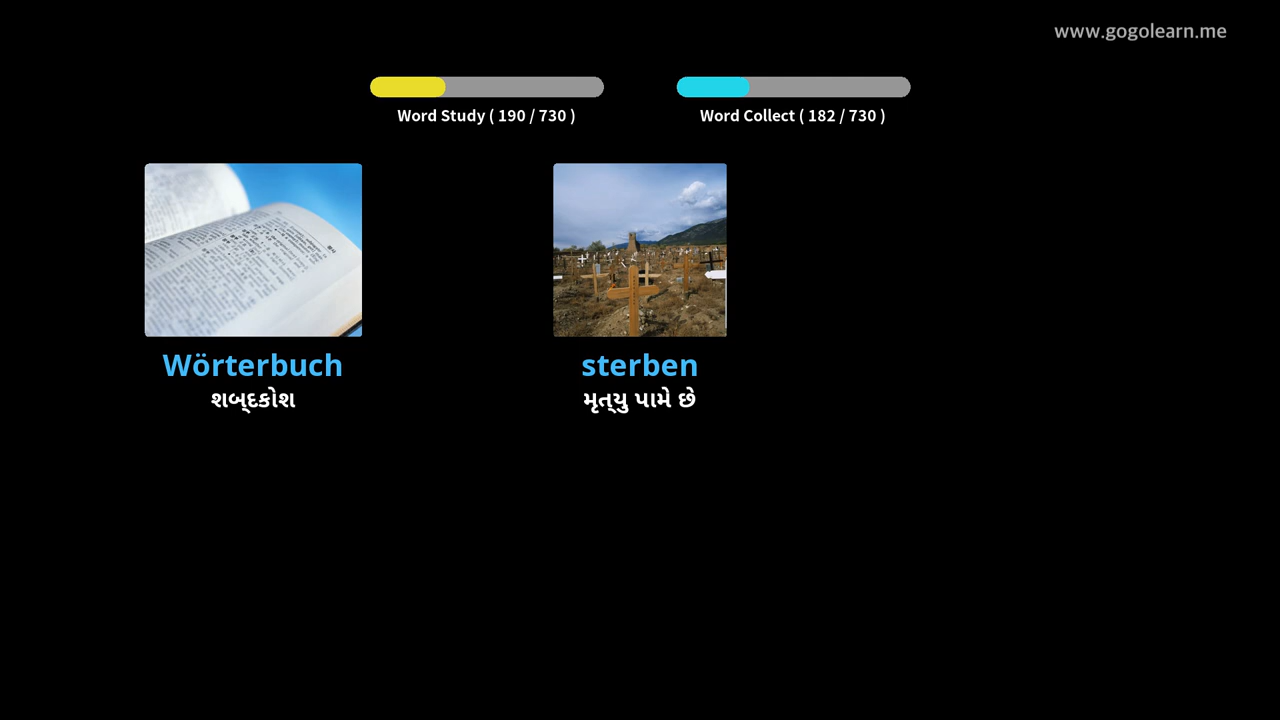 www.gogolearn.me
Word Study ( 190 / 730 )
Word Collect ( 182 / 730 )
Wörterbuch
શબ્દકોશ
sterben
મૃત્યુ પામે છે